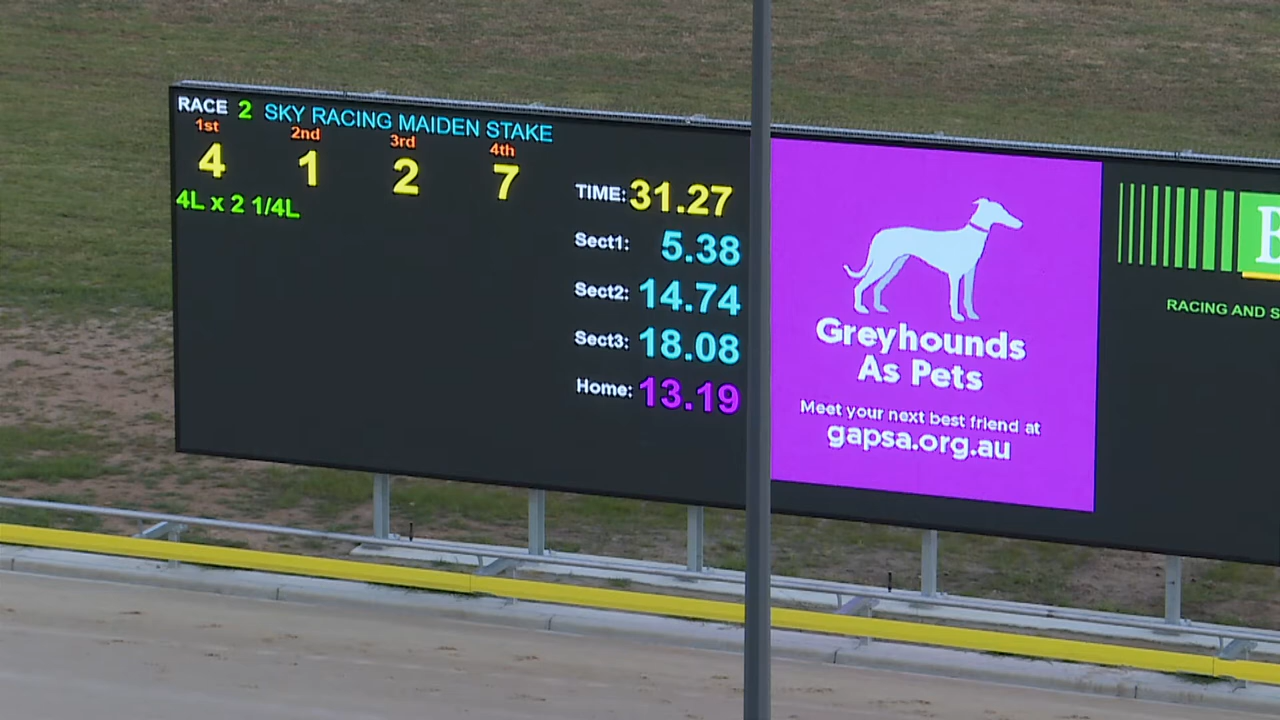 RACE 2 SKY RACING MAIDEN STAKE
1st 2nd 3rd 4th
4 1 2 7
4L x 2 1/4L
TIME: 31.27
Sect1: 5.38
Sect2: 14.74
Sect3: 18.08
Home: 13.19
Greyhounds
As Pets
Meet your next best friend at
gapsa.org.au
RACING AND